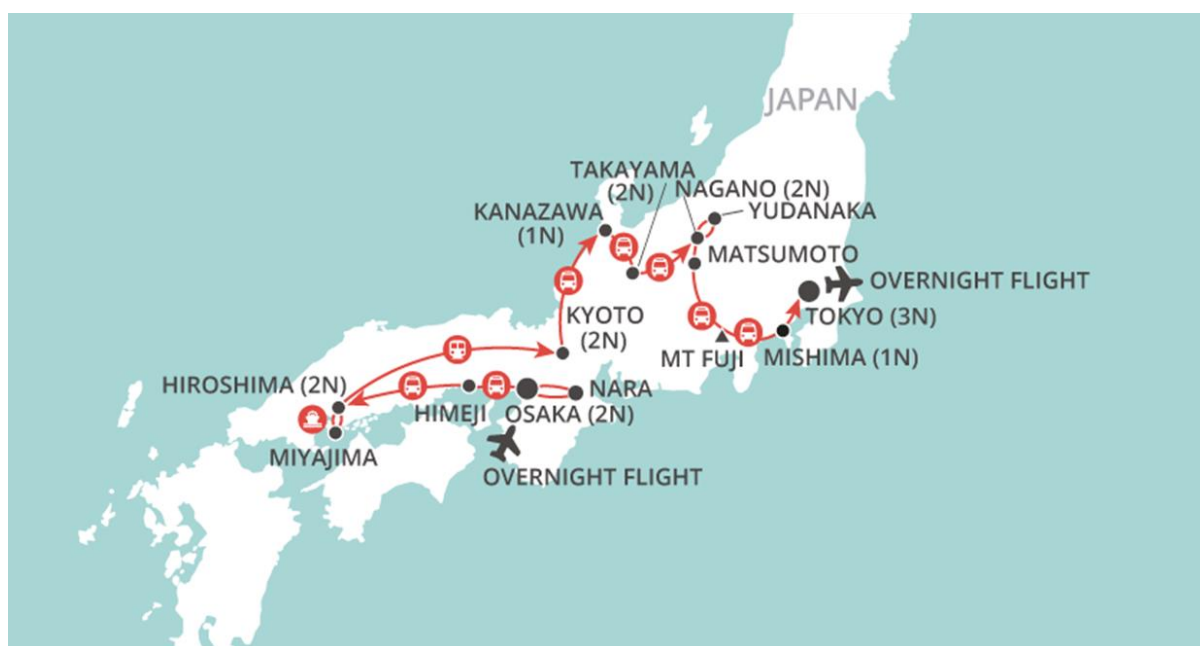 JAPAN
TAKAYAMA
(2N)
NAGANO (2N)
YUDANAKA
KANAZAWA
(1N)
MATSUMOTO
OVERNIGHT FLIGHT
TOKYO (3N)
KYOTO
(2N)
MT FUJI
MISHIMA (1N)
HIROSHIMA (2N)
NARA
HIMEJI
OSAKA (2N)
MIYAJIMA
OVERNIGHT FLIGHT